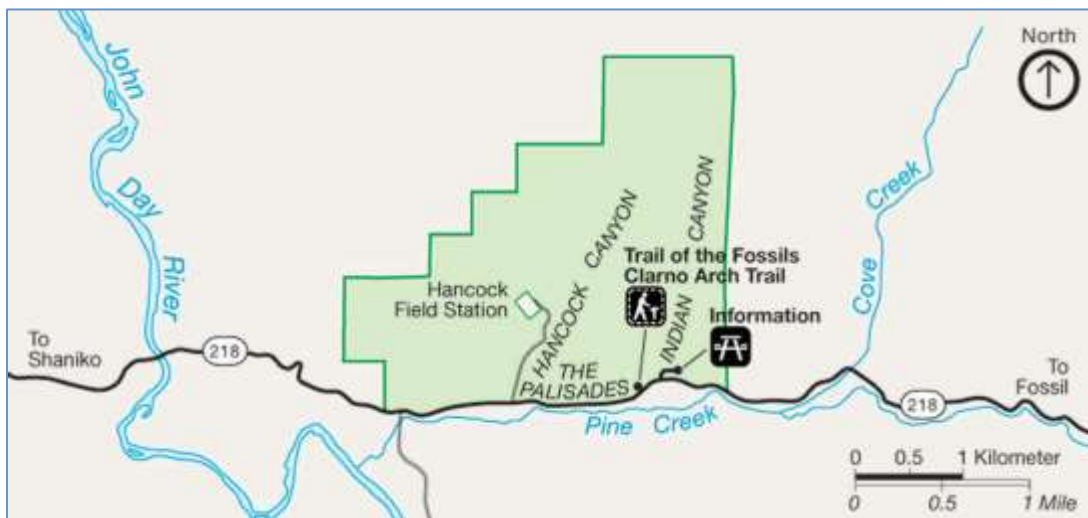 John
Day
River
North
Creek
Cove
HANCOCK CANYON
INDIAN CANYON
Trail of the Fossils
Clarno Arch Trail
Hancock
Field Station
Information
To
Shaniko
218
THE
PALISADES
To
Fossil
218
Pine Creek
0 0.5 1 Kilometer
0 0.5 1 Mile